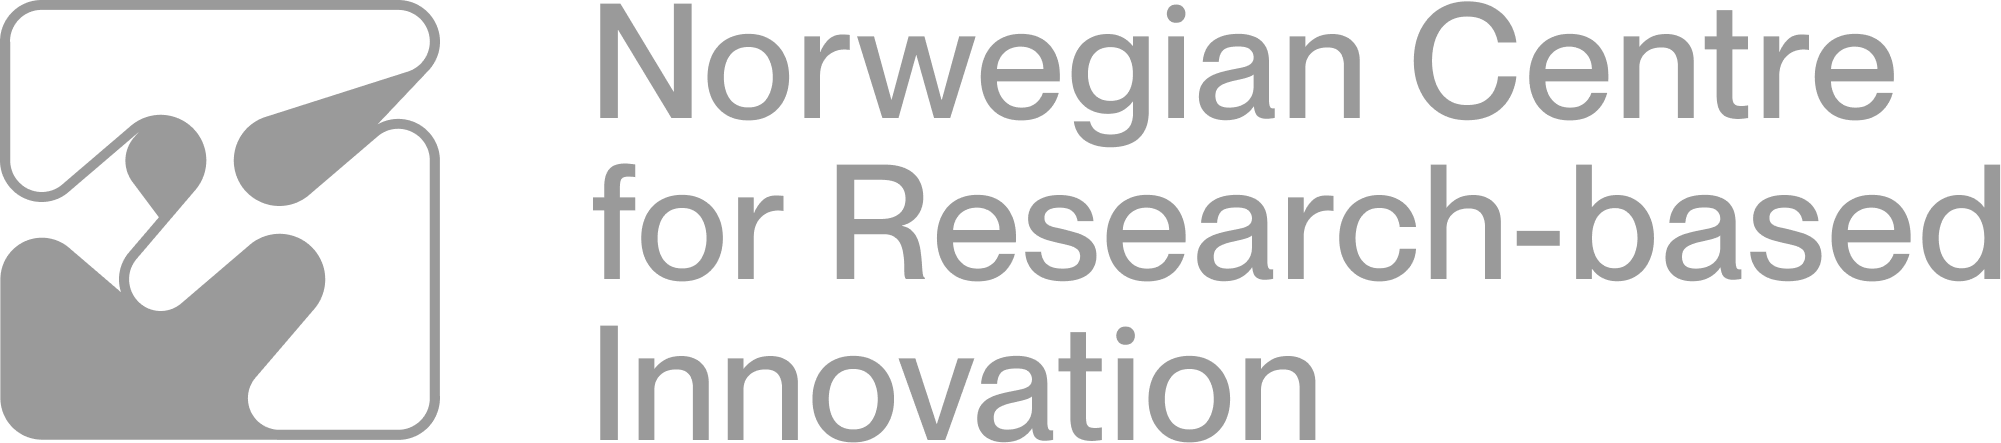 Norwegian Centre
for Research-based
Innovation